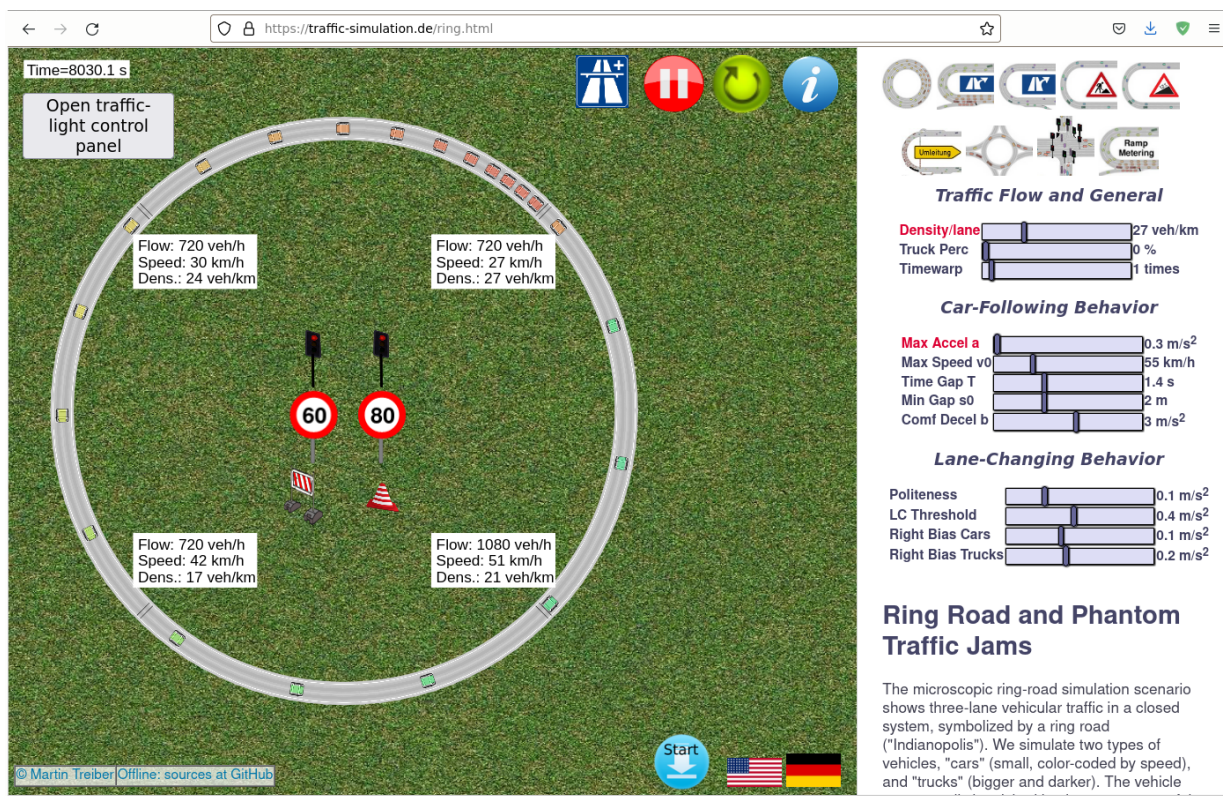 https://traffic-simulation.de/ring.html
Time=8030.1 s
Open traffic-
light control
panel
Flow: 720 veh/h
Speed: 30 km/h
Dens.: 24 veh/km
Flow: 720 veh/h
Speed: 27 km/h
Dens.: 27 veh/km
60
80
Flow: 720 veh/h
Speed: 42 km/h
Dens.: 17 veh/km
Flow: 1080 veh/h
Speed: 51 km/h
Dens.: 21 veh/km
Start
© Martin Treiber
Offline: sources at GitHub
Umleitung
Ramp
Metering
Traffic Flow and General
Density/lane 27 veh/km
Truck Perc 0 %
Timewarp 1 times
Car-Following Behavior
Max Accel a 0.3 m/s²
Max Speed v0 55 km/h
Time Gap T 1.4 s
Min Gap s0 2 m
Comf Decel b 3 m/s²
Lane-Changing Behavior
Politeness 0.1 m/s²
LC Threshold 0.4 m/s²
Right Bias Cars 0.1 m/s²
Right Bias Trucks 0.2 m/s²
Ring Road and Phantom
Traffic Jams
The microscopic ring-road simulation scenario
shows three-lane vehicular traffic in a closed
system, symbolized by a ring road
("Indianopolis"). We simulate two types of
vehicles, "cars" (small, color-coded by speed),
and "trucks" (bigger and darker). The vehicle